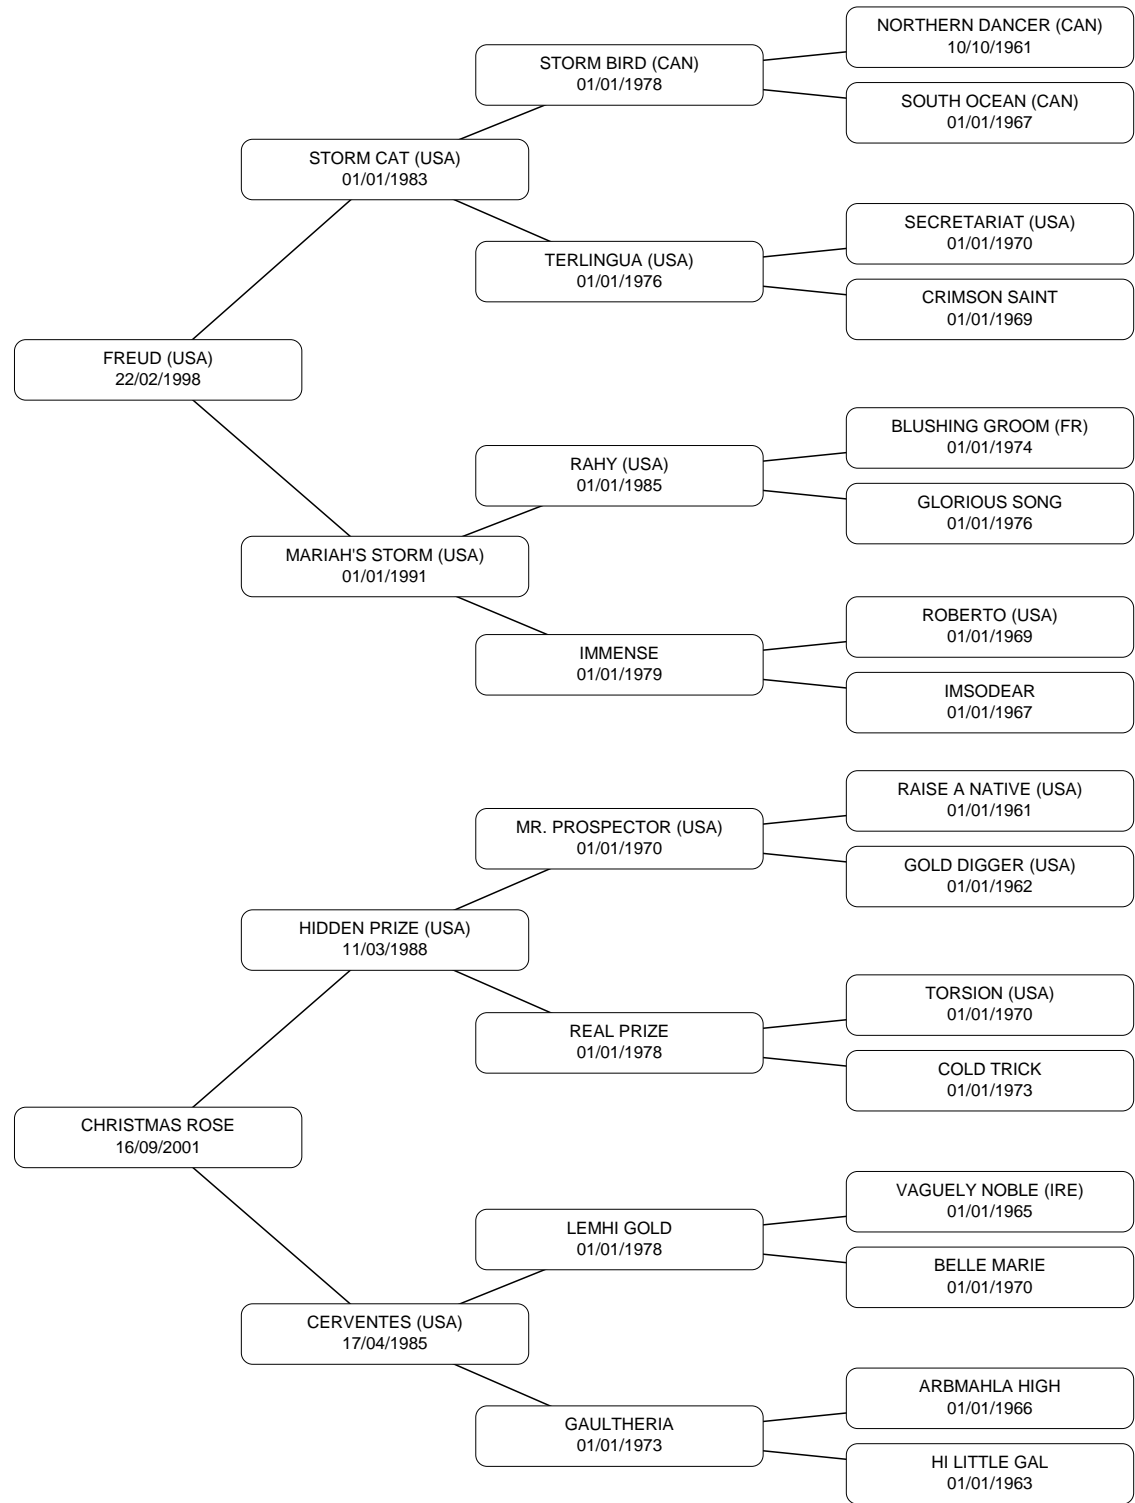 NORTHERN DANCER (CAN)
10/10/1961
STORM BIRD (CAN)
01/01/1978
SOUTH OCEAN (CAN)
01/01/1967
STORM CAT (USA)
01/01/1983
SECRETARIAT (USA)
01/01/1970
TERLINGUA (USA)
01/01/1976
CRIMSON SAINT
01/01/1969
FREUD (USA)
22/02/1998
BLUSHING GROOM (FR)
01/01/1974
RAHY (USA)
01/01/1985
GLORIOUS SONG
01/01/1976
MARIAH'S STORM (USA)
01/01/1991
ROBERTO (USA)
01/01/1969
IMMENSE
01/01/1979
IMSODEAR
01/01/1967
RAISE A NATIVE (USA)
01/01/1961
MR. PROSPECTOR (USA)
01/01/1970
GOLD DIGGER (USA)
01/01/1962
HIDDEN PRIZE (USA)
11/03/1988
TORSION (USA)
01/01/1970
REAL PRIZE
01/01/1978
COLD TRICK
01/01/1973
CHRISTMAS ROSE
16/09/2001
VAGUELY NOBLE (IRE)
01/01/1965
LEMHI GOLD
01/01/1978
BELLE MARIE
01/01/1970
CERVENTES (USA)
17/04/1985
ARBMAHLA HIGH
01/01/1966
GAULTHERIA
01/01/1973
HI LITTLE GAL
01/01/1963